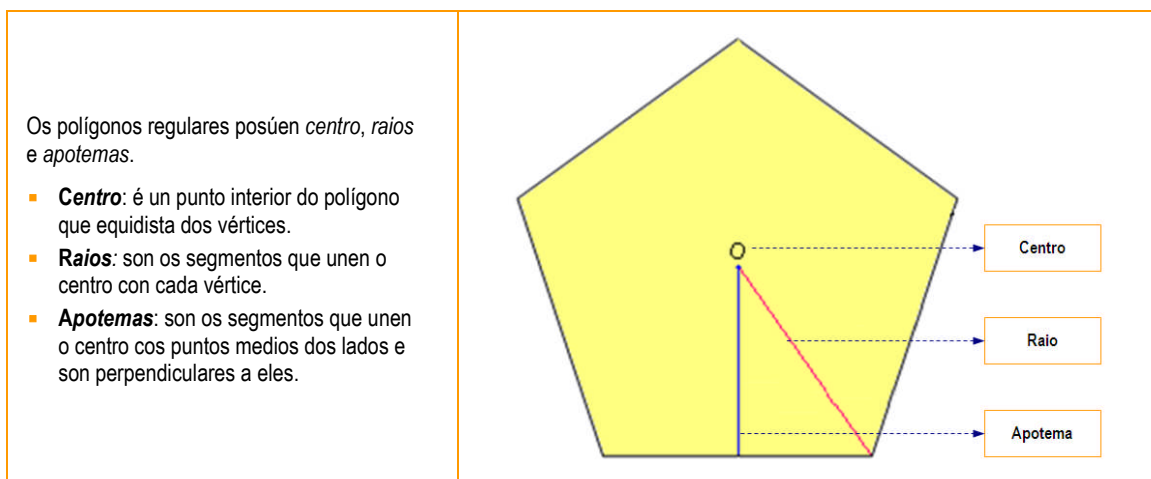 Os polígonos regulares posúen centro, raios
e apotemas.
▪ Centro: é un punto interior do polígono
que equidista dos vértices.
▪ Raios: son os segmentos que unen o
centro con cada vértice.
▪ Apotemas: son os segmentos que unen
o centro cos puntos medios dos lados e
son perpendiculares a eles.
O
Centro
Raio
Apotema